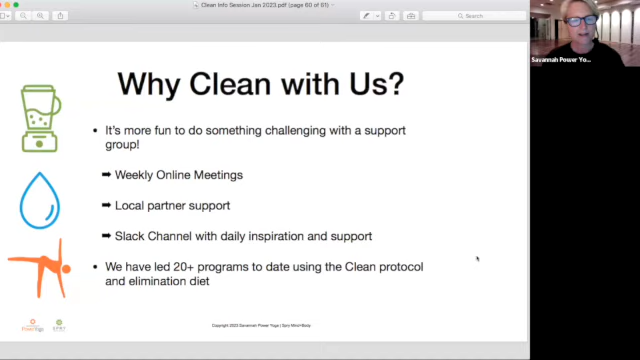 Clean Info Session Jan 2023.pdf (page 60 of 61)
Search
Savannah Power Yo...
Why Clean with Us?
• It's more fun to do something challenging with a support
group!
➡ Weekly Online Meetings
➡ Local partner support
➡ Slack Channel with daily inspiration and support
• We have led 20+ programs to date using the Clean protocol
and elimination diet
Power Yoga
SPRY
Copyright 2023 Savannah Power Yoga | Spry Mind+Body